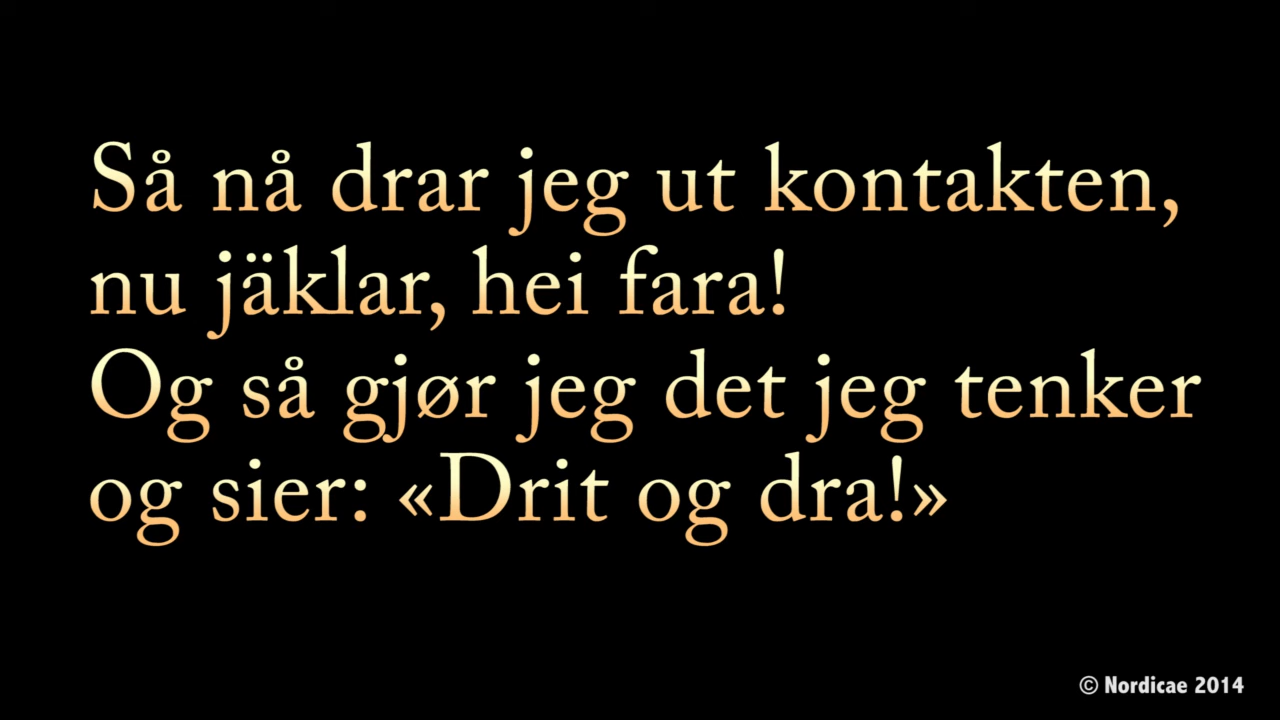 Så nå drar jeg ut kontakten,
nu jäklar, hei fara!
Og så gjør jeg det jeg tenker
og sier: «Drit og dra!»
© Nordicae 2014